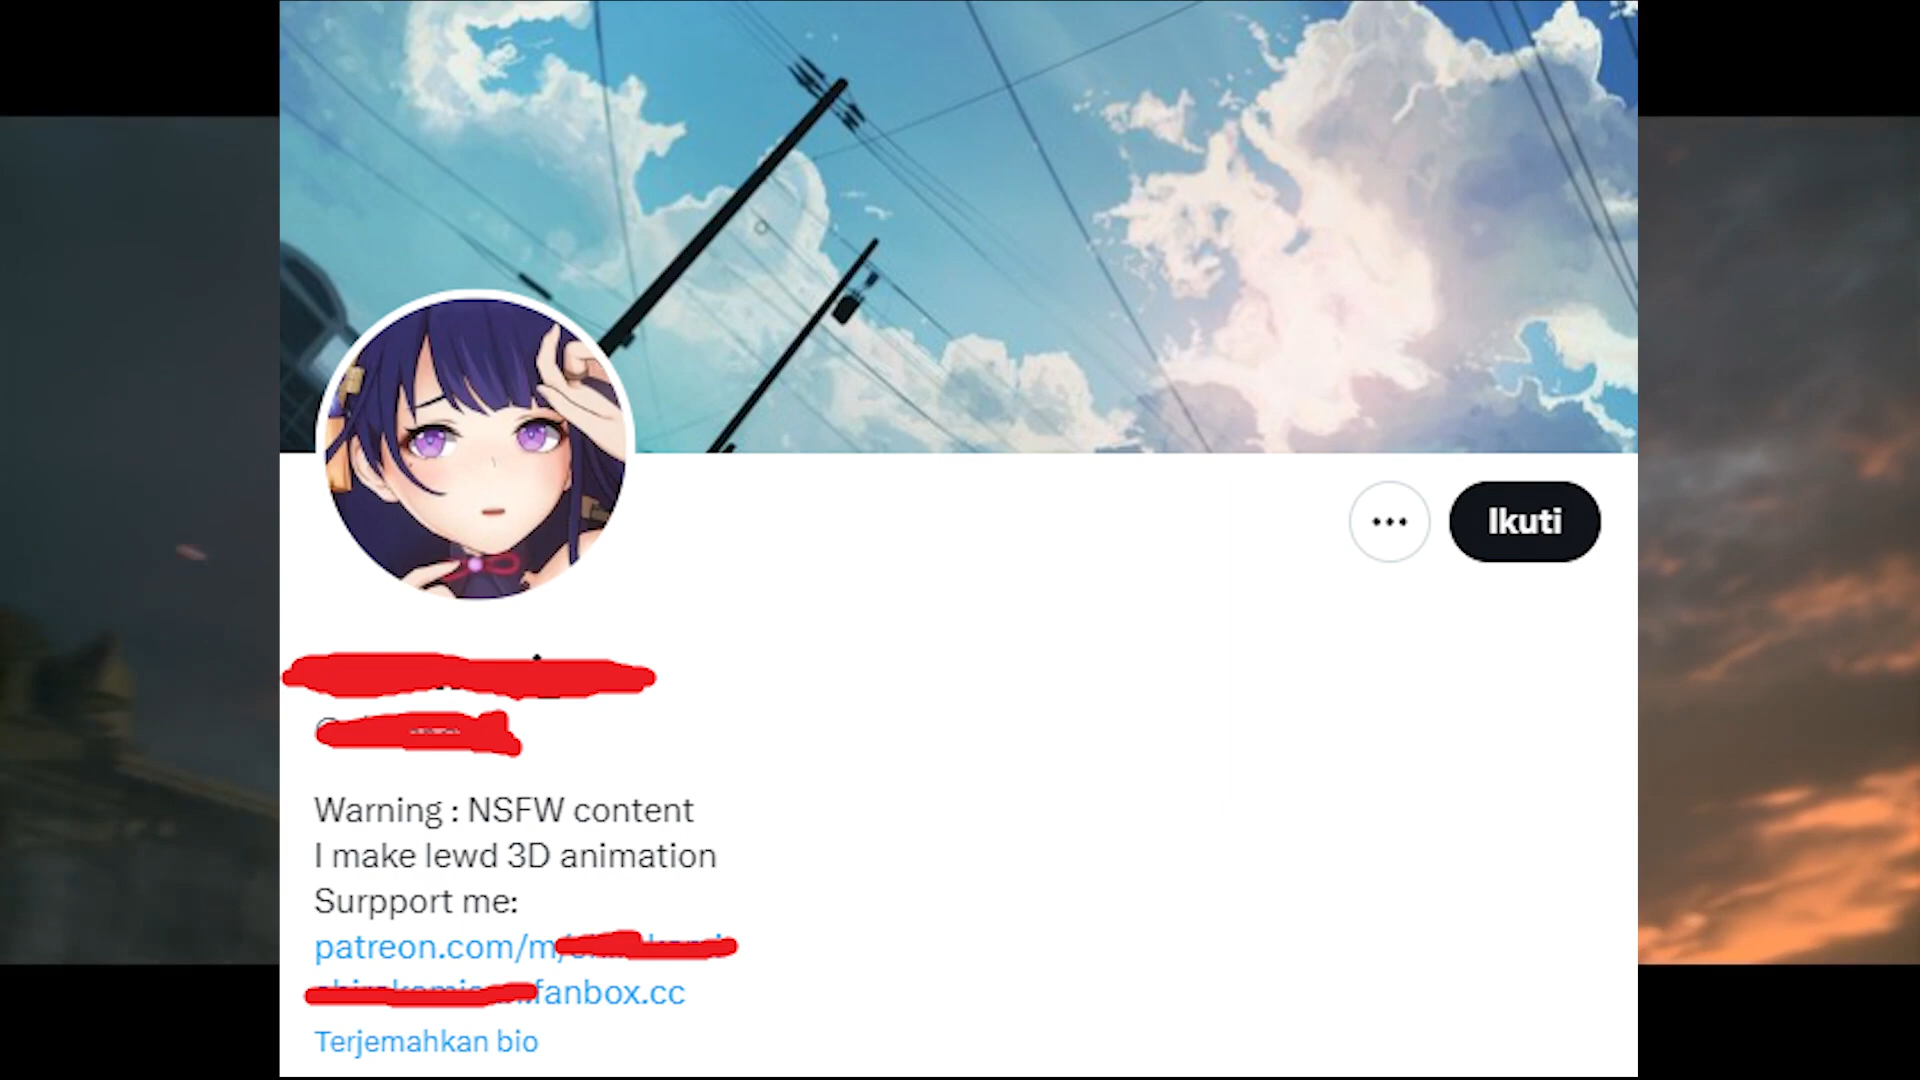 Ikuti
Warning : NSFW content
I make lewd 3D animation
Surpport me:
patreon.com/m/
.fanbox.cc
Terjemahkan bio